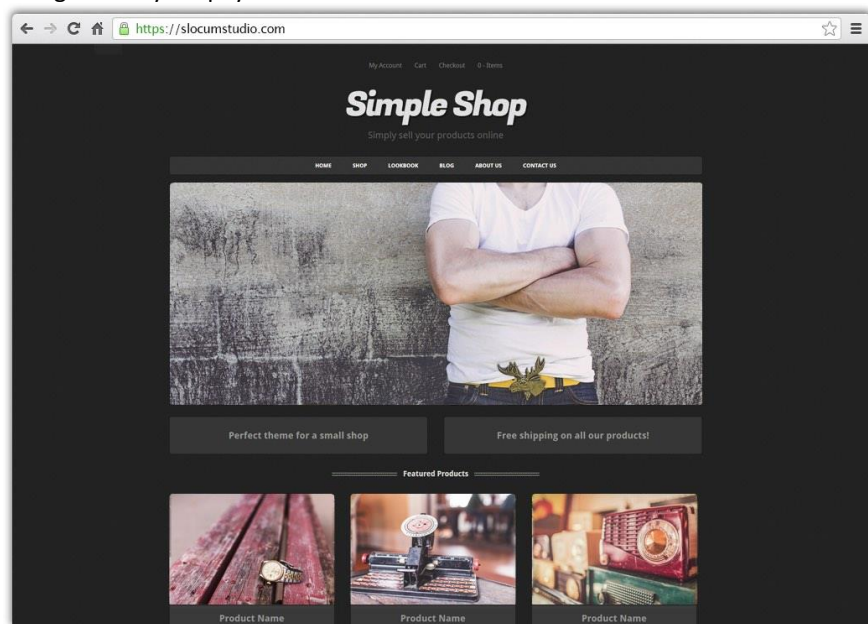 https://slocumstudio.com
My Account Cart Checkout 0 - Items
Simple Shop
Simply sell your products online
HOME SHOP LOOKBOOK BLOG ABOUT US CONTACT US
Perfect theme for a small shop
Free shipping on all our products!
Featured Products
Product Name Product Name Product Name